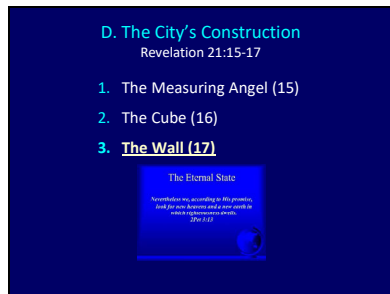 D. The City's Construction
Revelation 21:15-17
1. The Measuring Angel (15)
2. The Cube (16)
3. The Wall (17)
The Eternal State
Nevertheless we, according to His promise,
look for new heavens and a new earth in
which righteousness dwells.
2Pet 3:13